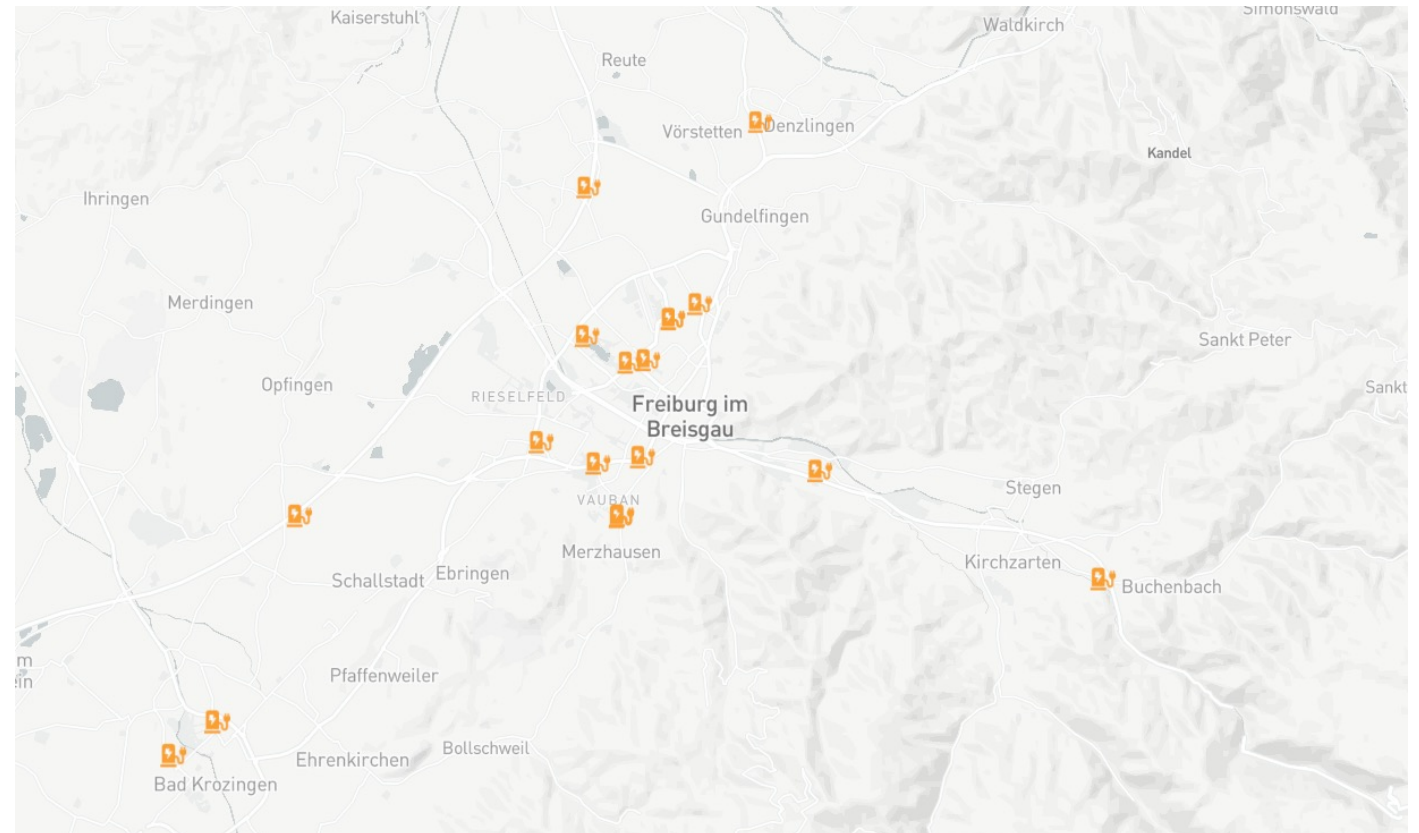 Kaiserstuhl
Simonswald
Waldkirch
Reute
Vörstetten
Denzlingen
Kandel
Ihringen
Gundelfingen
Merdingen
Sankt Peter
Opfingen
Sankt
RIESELFELD
Freiburg im
Breisgau
Stegen
VAUBAN
Merzhausen
Kirchzarten
Schallstadt
Ebringen
Buchenbach
m
ein
Pfaffenweiler
Bollschweil
Ehrenkirchen
Bad Krozingen